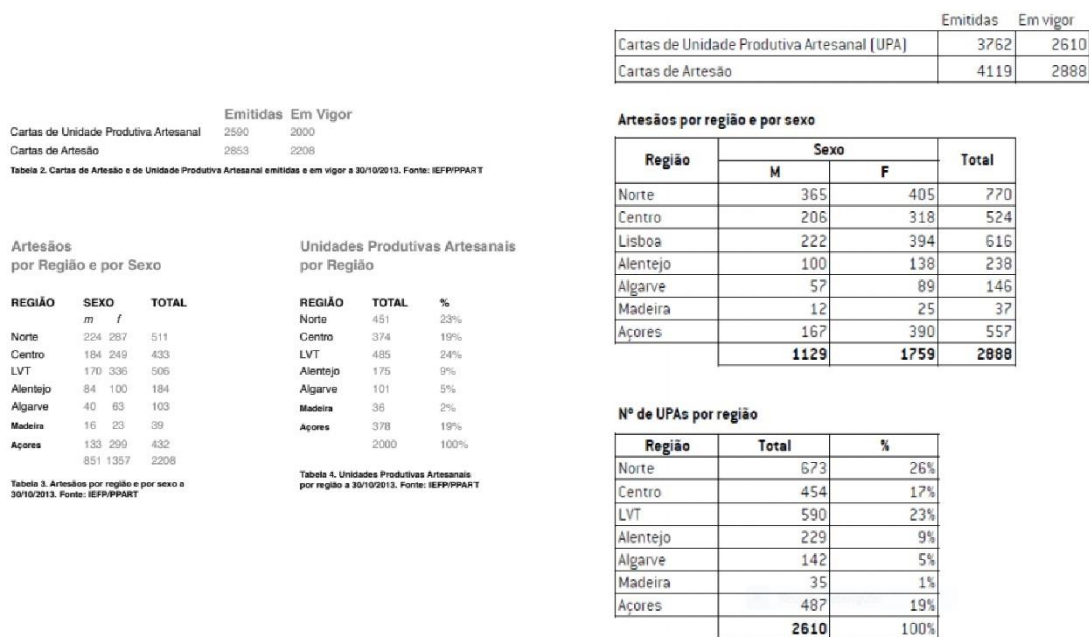 Emitidas Em Vigor
Cartas de Unidade Produtiva Artesanal 2590 2000
Cartas de Artesão 2853 2208
Tabela 2. Cartas de Artesão e de Unidade Produtiva Artesanal emitidas e em vigor a 30/10/2013. Fonte: IEFP/PPART
Artesãos
por Região e por Sexo
REGIÃO SEXO TOTAL
m f
Norte 224 287 511
Centro 184 249 433
LVT 170 336 506
Alentejo 84 100 184
Algarve 40 63 103
Madeira 16 23 39
Açores 133 299 432
851 1357 2208
Tabela 3. Artesãos por região e por sexo a
30/10/2013. Fonte: IEFP/PPART
Unidades Produtivas Artesanais
por Região
REGIÃO TOTAL %
Norte 451 23%
Centro 374 19%
LVT 485 24%
Alentejo 175 9%
Algarve 101 5%
Madeira 36 2%
Açores 378 19%
2000 100%
Tabela 4. Unidades Produtivas Artesanais
por região a 30/10/2013. Fonte: IEFP/PPART
Emitidas Em vigor
Cartas de Unidade Produtiva Artesanal (UPA) 3762 2610
Cartas de Artesão 4119 2888
Artesãos por região e por sexo
Região Sexo Total
M F
Norte 365 405 770
Centro 206 318 524
Lisboa 222 394 616
Alentejo 100 138 238
Algarve 57 89 146
Madeira 12 25 37
Açores 167 390 557
1129 1759 2888
Nº de UPAs por região
Região Total %
Norte 673 26%
Centro 454 17%
LVT 590 23%
Alentejo 229 9%
Algarve 142 5%
Madeira 35 1%
Açores 487 19%
2610 100%